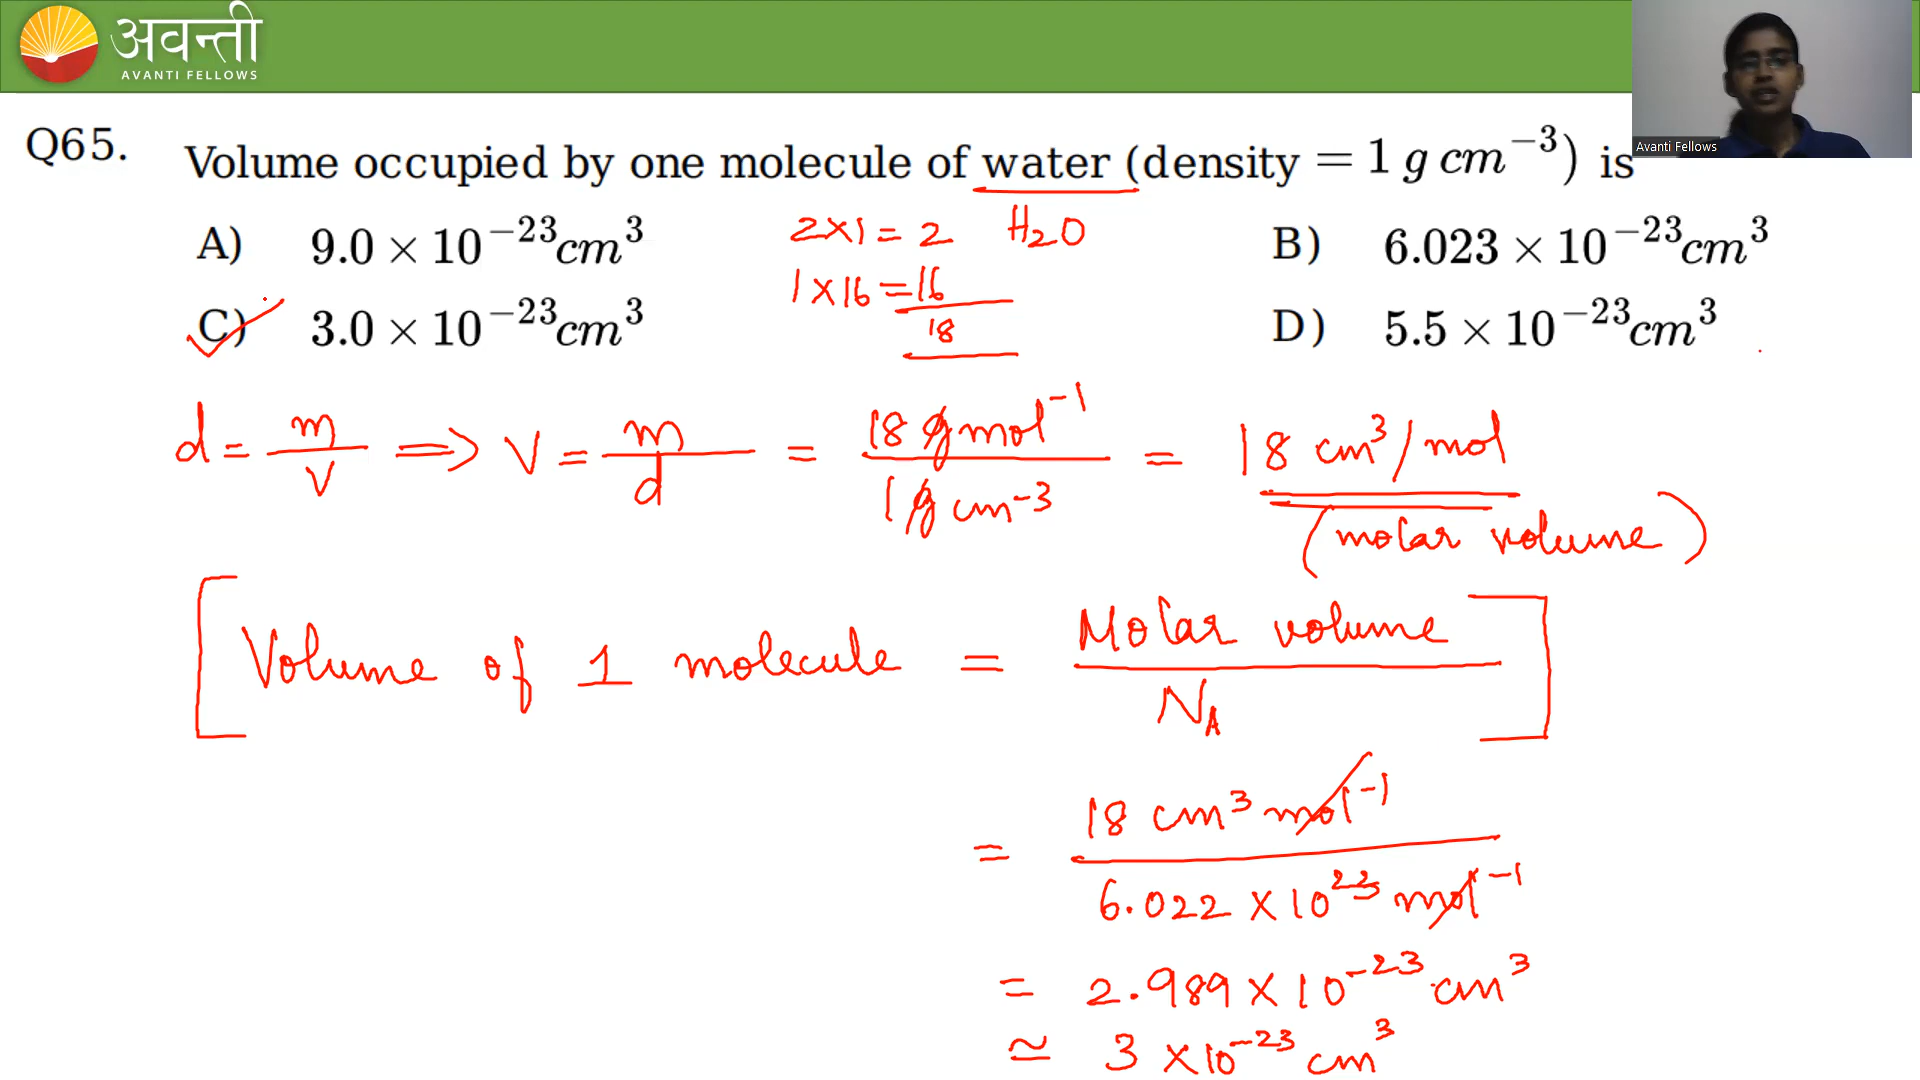 अवन्ती
AVANTI FELLOWS
Avanti Fellows
Q65. Volume occupied by one molecule of water (density = 1 g cm⁻³) is
A) 9.0 × 10⁻²³cm³
B) 6.023 × 10⁻²³cm³
C) 3.0 × 10⁻²³cm³
D) 5.5 × 10⁻²³cm³
2×1 = 2 H₂O
1 × 16 = 16
18
d = m/V ⟹ V = m/d = 18 g mol⁻¹ / 1 g cm⁻³ = 18 cm³/mol
(molar volume)
[Volume of 1 molecule = Molar volume / N_A]
= 18 cm³ mol⁻¹ / 6.022 × 10²³ mol⁻¹
= 2.989 × 10⁻²³ cm³
≃ 3 × 10⁻²³ cm³